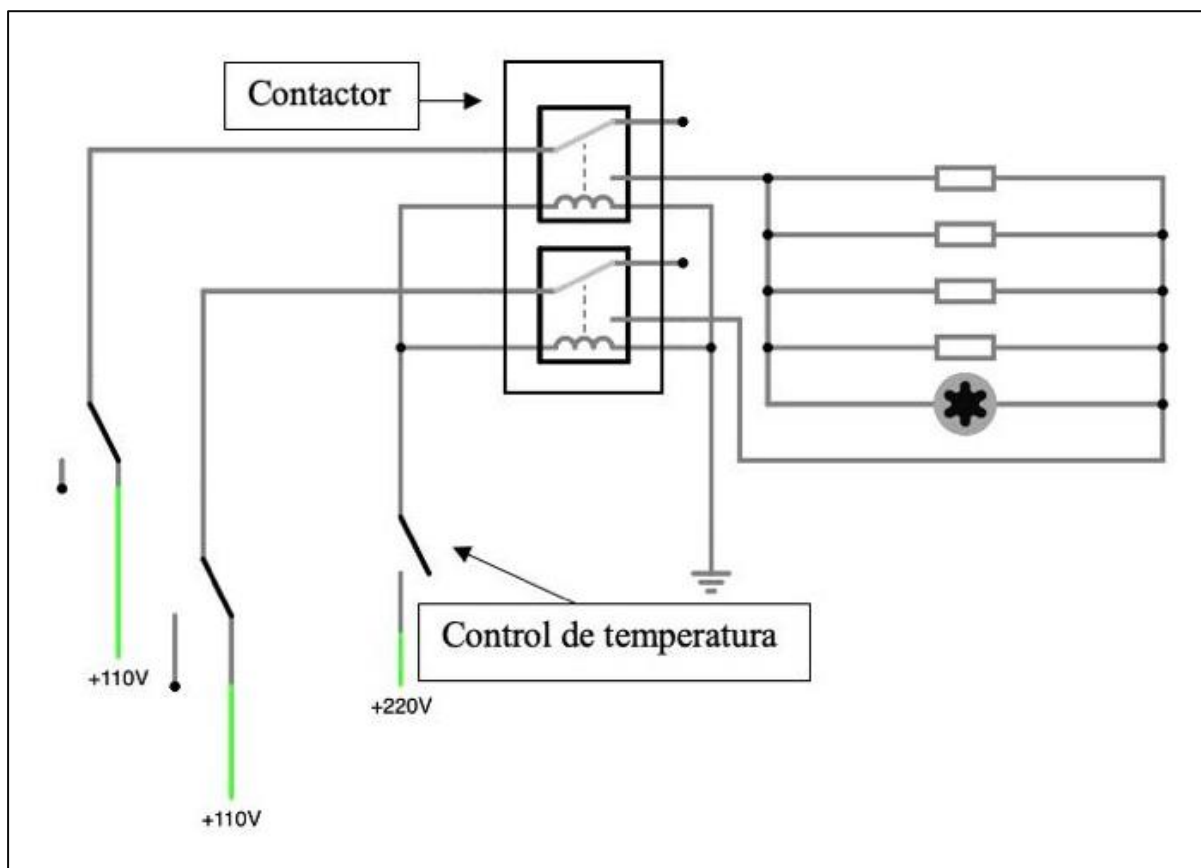 Contactor
Control de temperatura
+110V
+220V
+110V